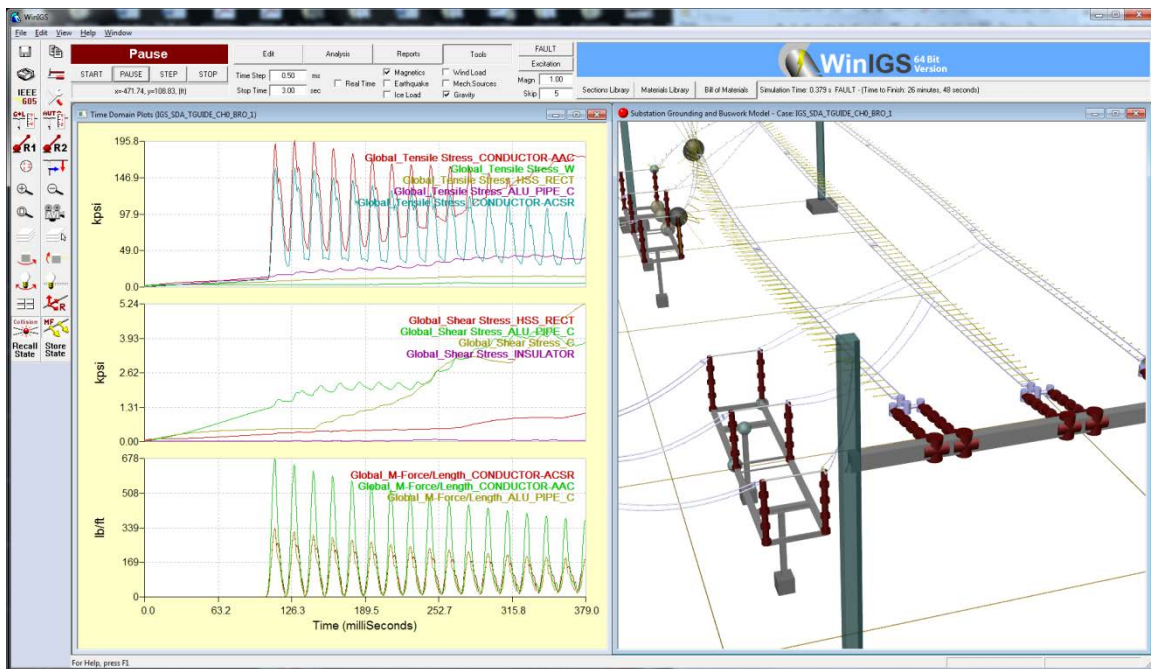 WinIGS
File Edit View Help Window
Pause
START PAUSE STEP STOP
x=-471.74, y=108.83, (ft)
Edit Analysis Reports Tools
Time Step 0.50 ms
Stop Time 3.00 sec
Real Time
Magnetics Wind Load
Earthquake Mech.Sources
Ice Load Gravity
FAULT
Excitation
Magn 1.00
Skip 5
WinIGS 64 Bit Version
Sections Library Materials Library Bill of Materials Simulation Time: 0.379 s FAULT - (Time to Finish: 26 minutes, 48 seconds)
IEEE
605
G+L
AUT
R1 R2
R
Collision MF
Recall State
Store State
Time Domain Plots (IGS_SDA_TGUIDE_CH0_BRO_1)
195.8
146.9
97.9
49.0
0.0
kpsi
Global_Tensile Stress_CONDUCTOR-AAC
Global_Tensile Stress_W
Global_Tensile Stress_HSS_RECT
Global_Tensile Stress_ALU_PIPE_C
Global_Tensile Stress_CONDUCTOR-ACSR
5.24
3.93
2.62
1.31
0.00
kpsi
Global_Shear Stress_HSS_RECT
Global_Shear Stress_ALU_PIPE_C
Global_Shear Stress_C
Global_Shear Stress_INSULATOR
678
508
339
169
0
lb/ft
Global_M-Force/Length_CONDUCTOR-ACSR
Global_M-Force/Length_CONDUCTOR-AAC
Global_M-Force/Length_ALU_PIPE_C
0.0 63.2 126.3 189.5 252.7 315.8 379.0
Time (milliSeconds)
Substation Grounding and Buswork Model - Case: IGS_SDA_TGUIDE_CH0_BRO_1
For Help, press F1